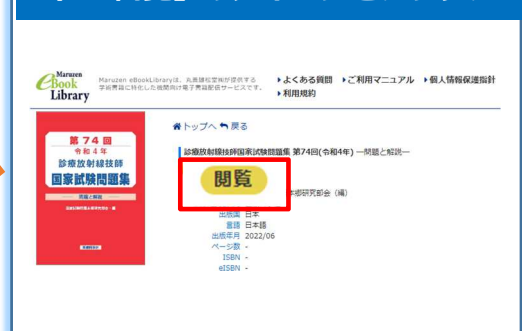 Maruzen
eBook
Library
Maruzen eBookLibraryは、丸善雄松堂㈱が提供する
学術書籍に特化した機関向け電子書籍配信サービスです。
よくある質問
ご利用マニュアル
個人情報保護指針
利用規約
トップへ
戻る
第74回
令和4年
診療放射線技師
国家試験問題集
問題と解説
診療放射線技師国家試験問題集 第74回(令和4年) ―問題と解説―
閲覧
研究部会（編）
出版国 日本
言語 日本語
出版年月 2022/06
ページ数 -
ISBN -
eISBN -